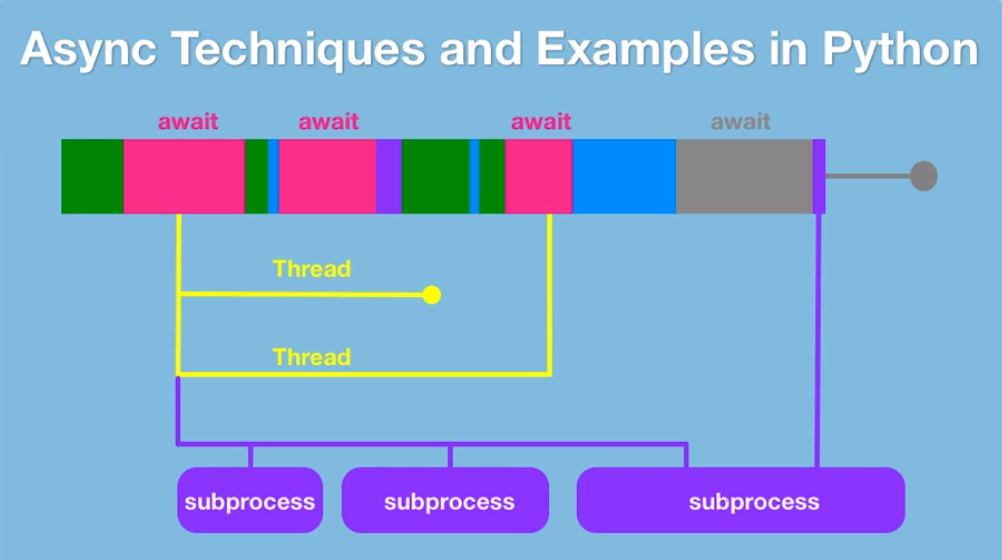 Async Techniques and Examples in Python
await await await await
Thread
Thread
subprocess subprocess subprocess